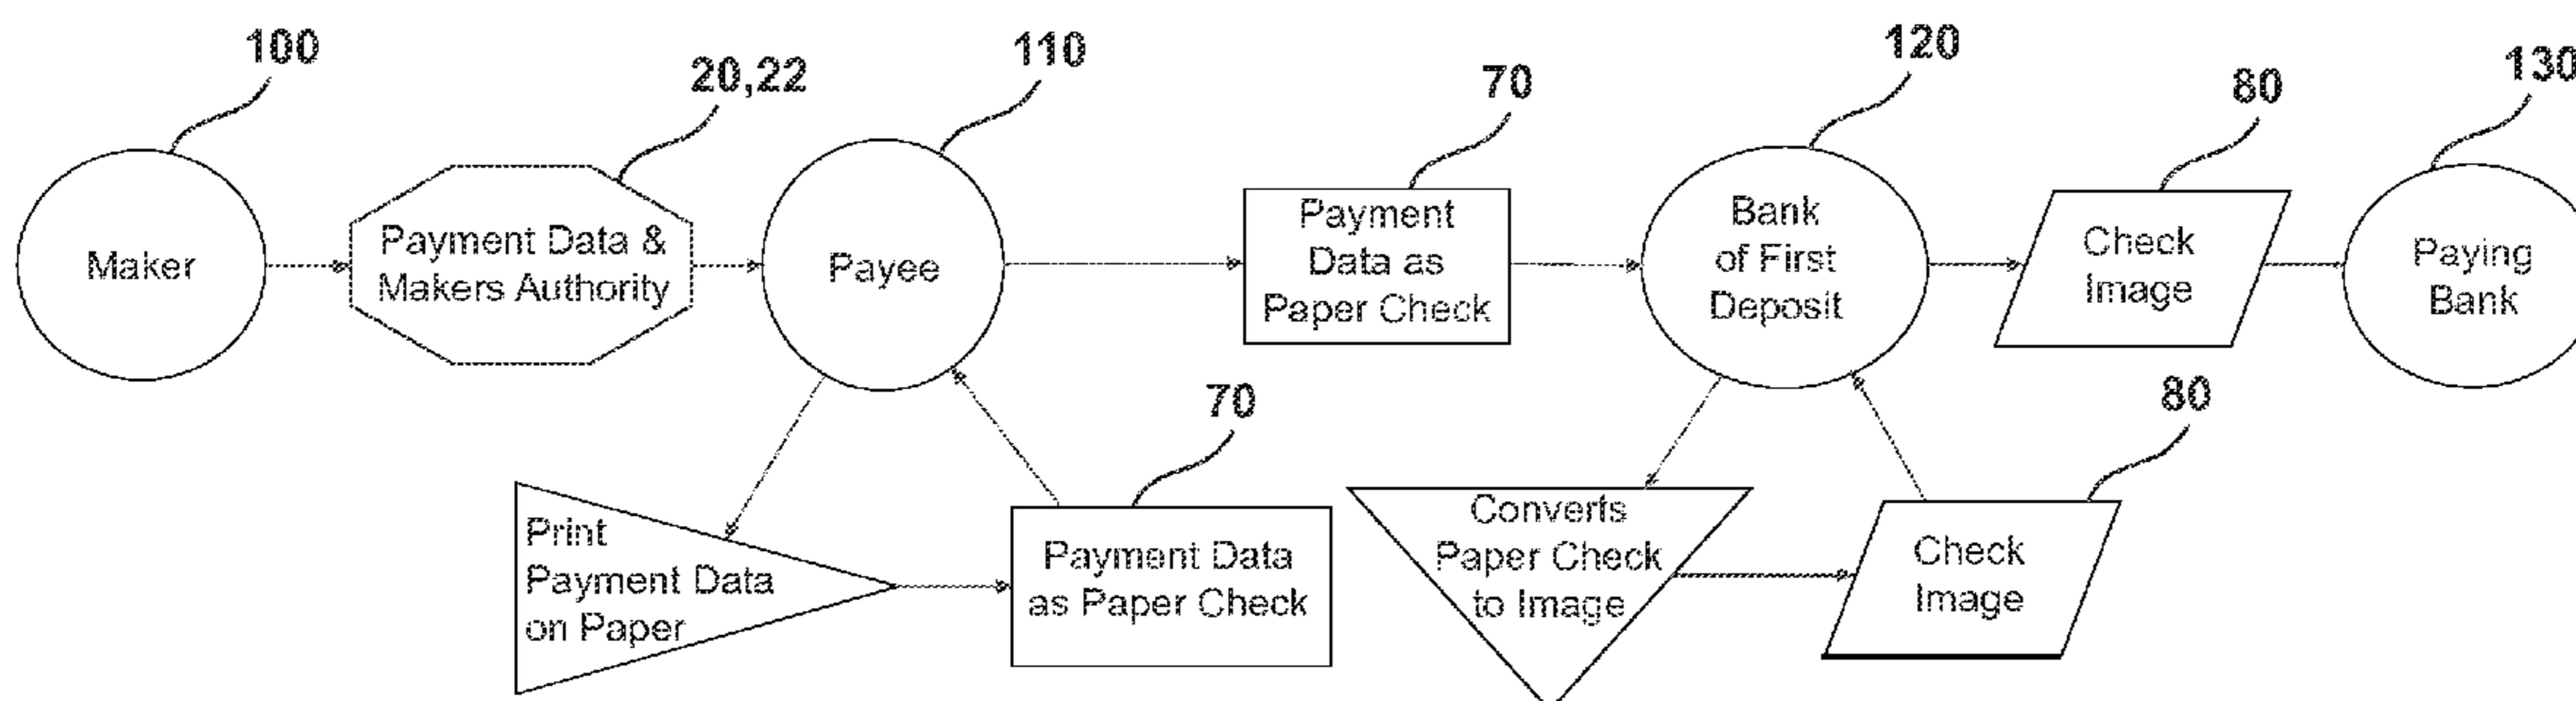 100
20,22
110
70
120
80
130
Maker
Payment Data &
Makers Authority
Payee
Payment
Data as
Paper Check
Bank
of First
Deposit
Check
Image
Paying
Bank
70
80
Print
Payment Data
on Paper
Payment Data
as Paper Check
Converts
Paper Check
to Image
Check
Image